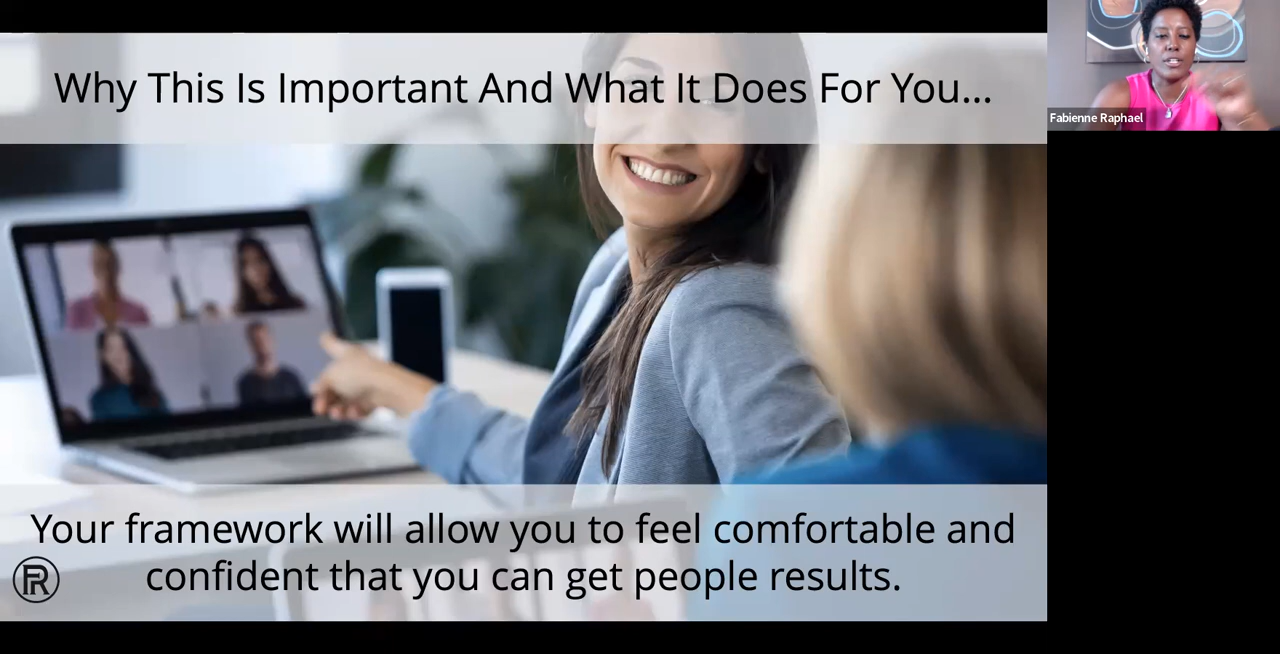 Why This Is Important And What It Does For You...
Fabienne Raphael
Your framework will allow you to feel comfortable and
confident that you can get people results.
FR